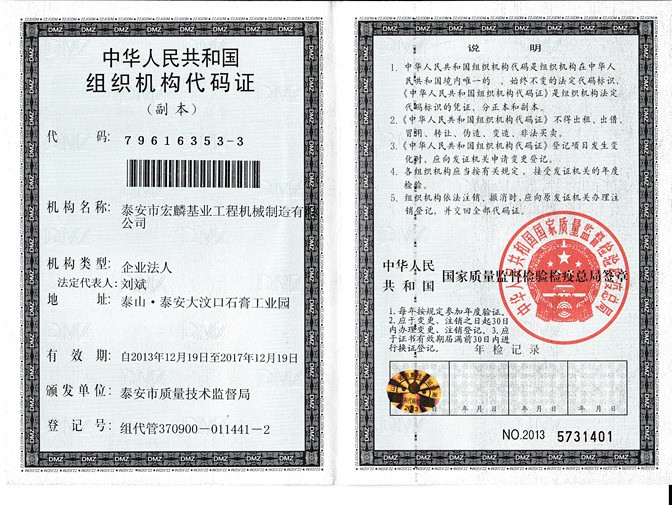 中华人民共和国
组织机构代码证
（副本）
代 码： 79616353-3
机构名称： 泰安市宏麟基业工程机械制造有
公司
机构类型： 企业法人
法定代表人： 刘斌
地 址： 泰山·泰安大汶口石膏工业园
有 效 期： 自2013年12月19日至2017年12月19日
颁发单位： 泰安市质量技术监督局
登 记 号： 组代管370900-011441-2
说 明
1. 中华人民共和国组织机构代码是组织机构在中华人
民共和国境内唯一的、始终不变的法定代码标识，
《中华人民共和国组织机构代码证》是组织机构法定
代码标识的凭证，分正本和副本。
2.《中华人民共和国组织机构代码证》不得出租、出借、
冒用、转让、伪造、变造、非法买卖。
3.《中华人民共和国组织机构代码证》登记项目发生变
化时，应向发证机关申请变更登记。
4. 各组织机构应当按有关规定，接受发证机关的年度
检验。
5. 组织机构依法注销、撤消时，应向原发证机关办理注
销登记，并交回全部代码证。
中华人民
共和国 国家质量监督检验检疫总局签章
中华人民共和国国家质量监督检验检疫总局
1.每年按规定参加年度验证。
2.应于变更、注销之日起30日
内办理变更、注销登记。3.应
于证书有效期届满前30日内进
行换证登记。
年检记录
年 月 日 年 月 日 年 月 日
NO.2013 5731401